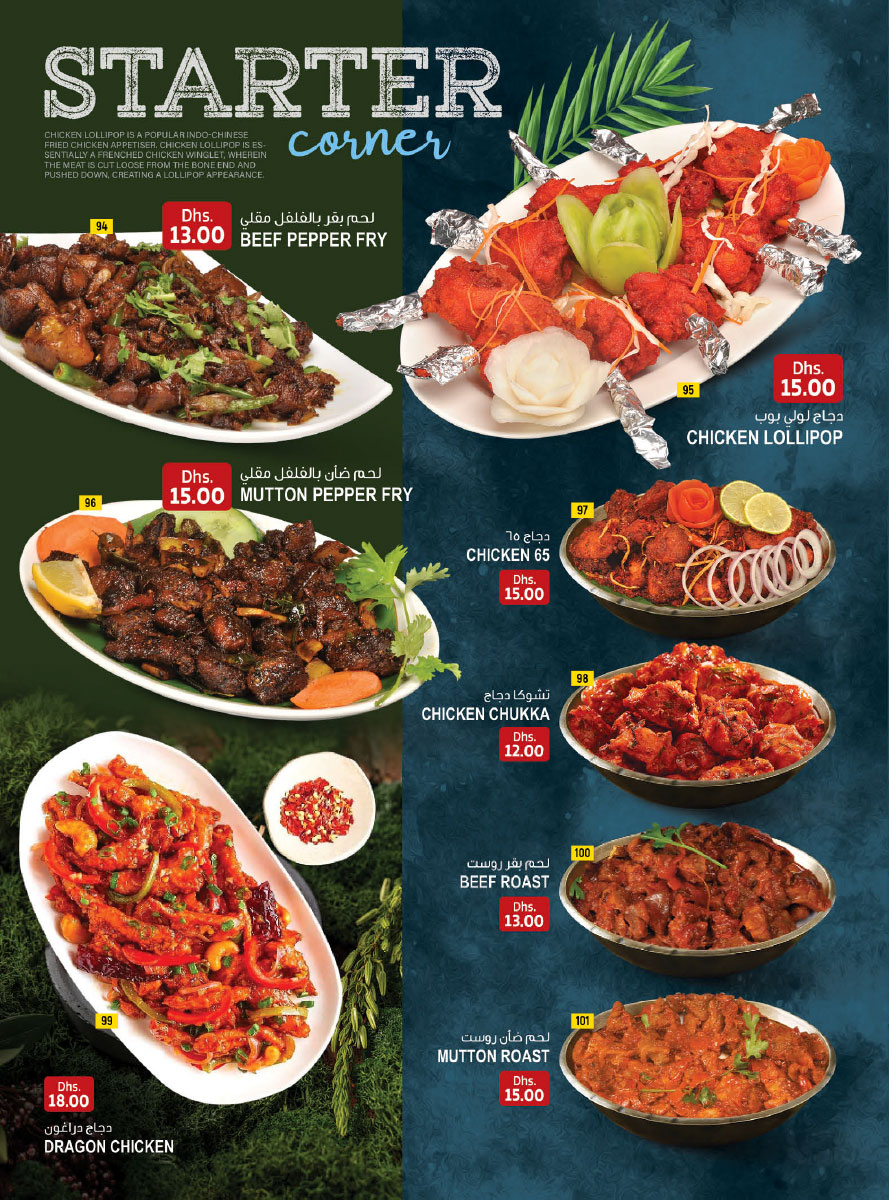 STARTER
corner
CHICKEN LOLLIPOP IS A POPULAR INDO-CHINESE
FRIED CHICKEN APPETISER. CHICKEN LOLLIPOP IS ES-
SENTIALLY A FRENCHED CHICKEN WINGLET, WHEREIN
THE MEAT IS CUT LOOSE FROM THE BONE END AND
PUSHED DOWN, CREATING A LOLLIPOP APPEARANCE.
94
Dhs.
13.00
لحم بقر بالفلفل مقلي
BEEF PEPPER FRY
95
Dhs.
15.00
دجاج لولي بوب
CHICKEN LOLLIPOP
96
Dhs.
15.00
لحم ضأن بالفلفل مقلي
MUTTON PEPPER FRY
97
دجاج ٦٥
CHICKEN 65
Dhs.
15.00
98
تشوكا دجاج
CHICKEN CHUKKA
Dhs.
12.00
99
Dhs.
18.00
دجاج دراغون
DRAGON CHICKEN
100
لحم بقر روست
BEEF ROAST
Dhs.
13.00
101
لحم ضأن روست
MUTTON ROAST
Dhs.
15.00